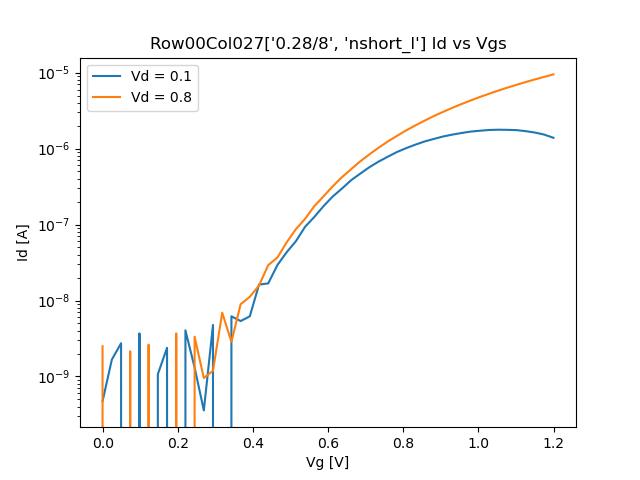 Row00Col027['0.28/8', 'nshort_l'] Id vs Vgs
Vd = 0.1
Vd = 0.8
Id [A]
10⁻⁵
10⁻⁶
10⁻⁷
10⁻⁸
10⁻⁹
0.0 0.2 0.4 0.6 0.8 1.0 1.2
Vg [V]